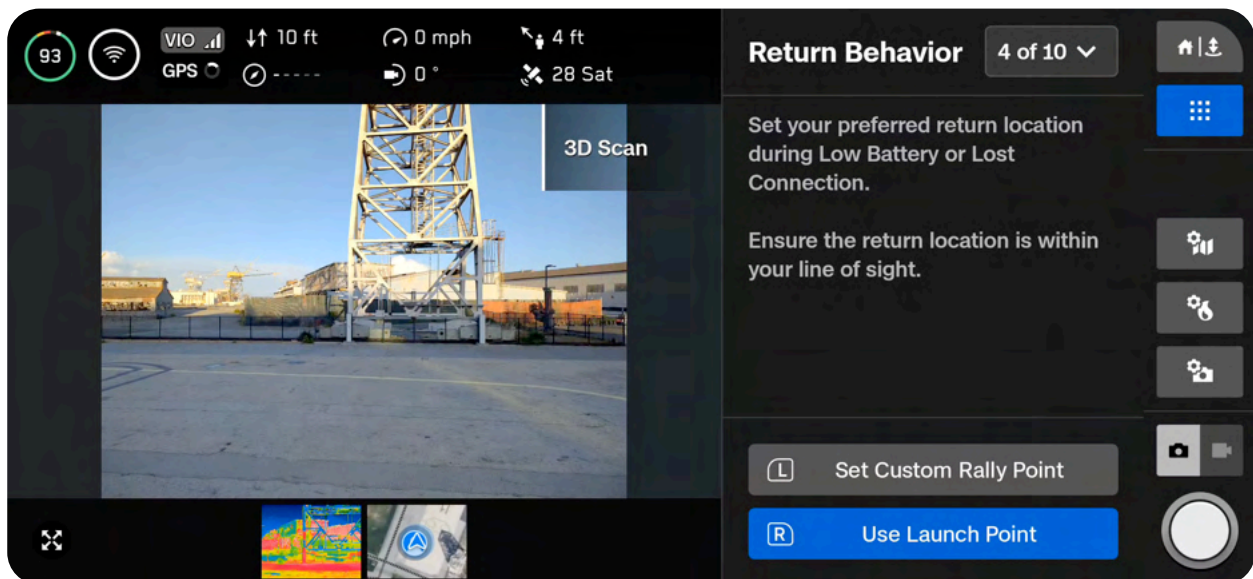 93
VIO
GPS
10 ft
-----
0 mph
0 °
4 ft
28 Sat
3D Scan
Return Behavior
4 of 10
Set your preferred return location
during Low Battery or Lost
Connection.
Ensure the return location is within
your line of sight.
L Set Custom Rally Point
R Use Launch Point